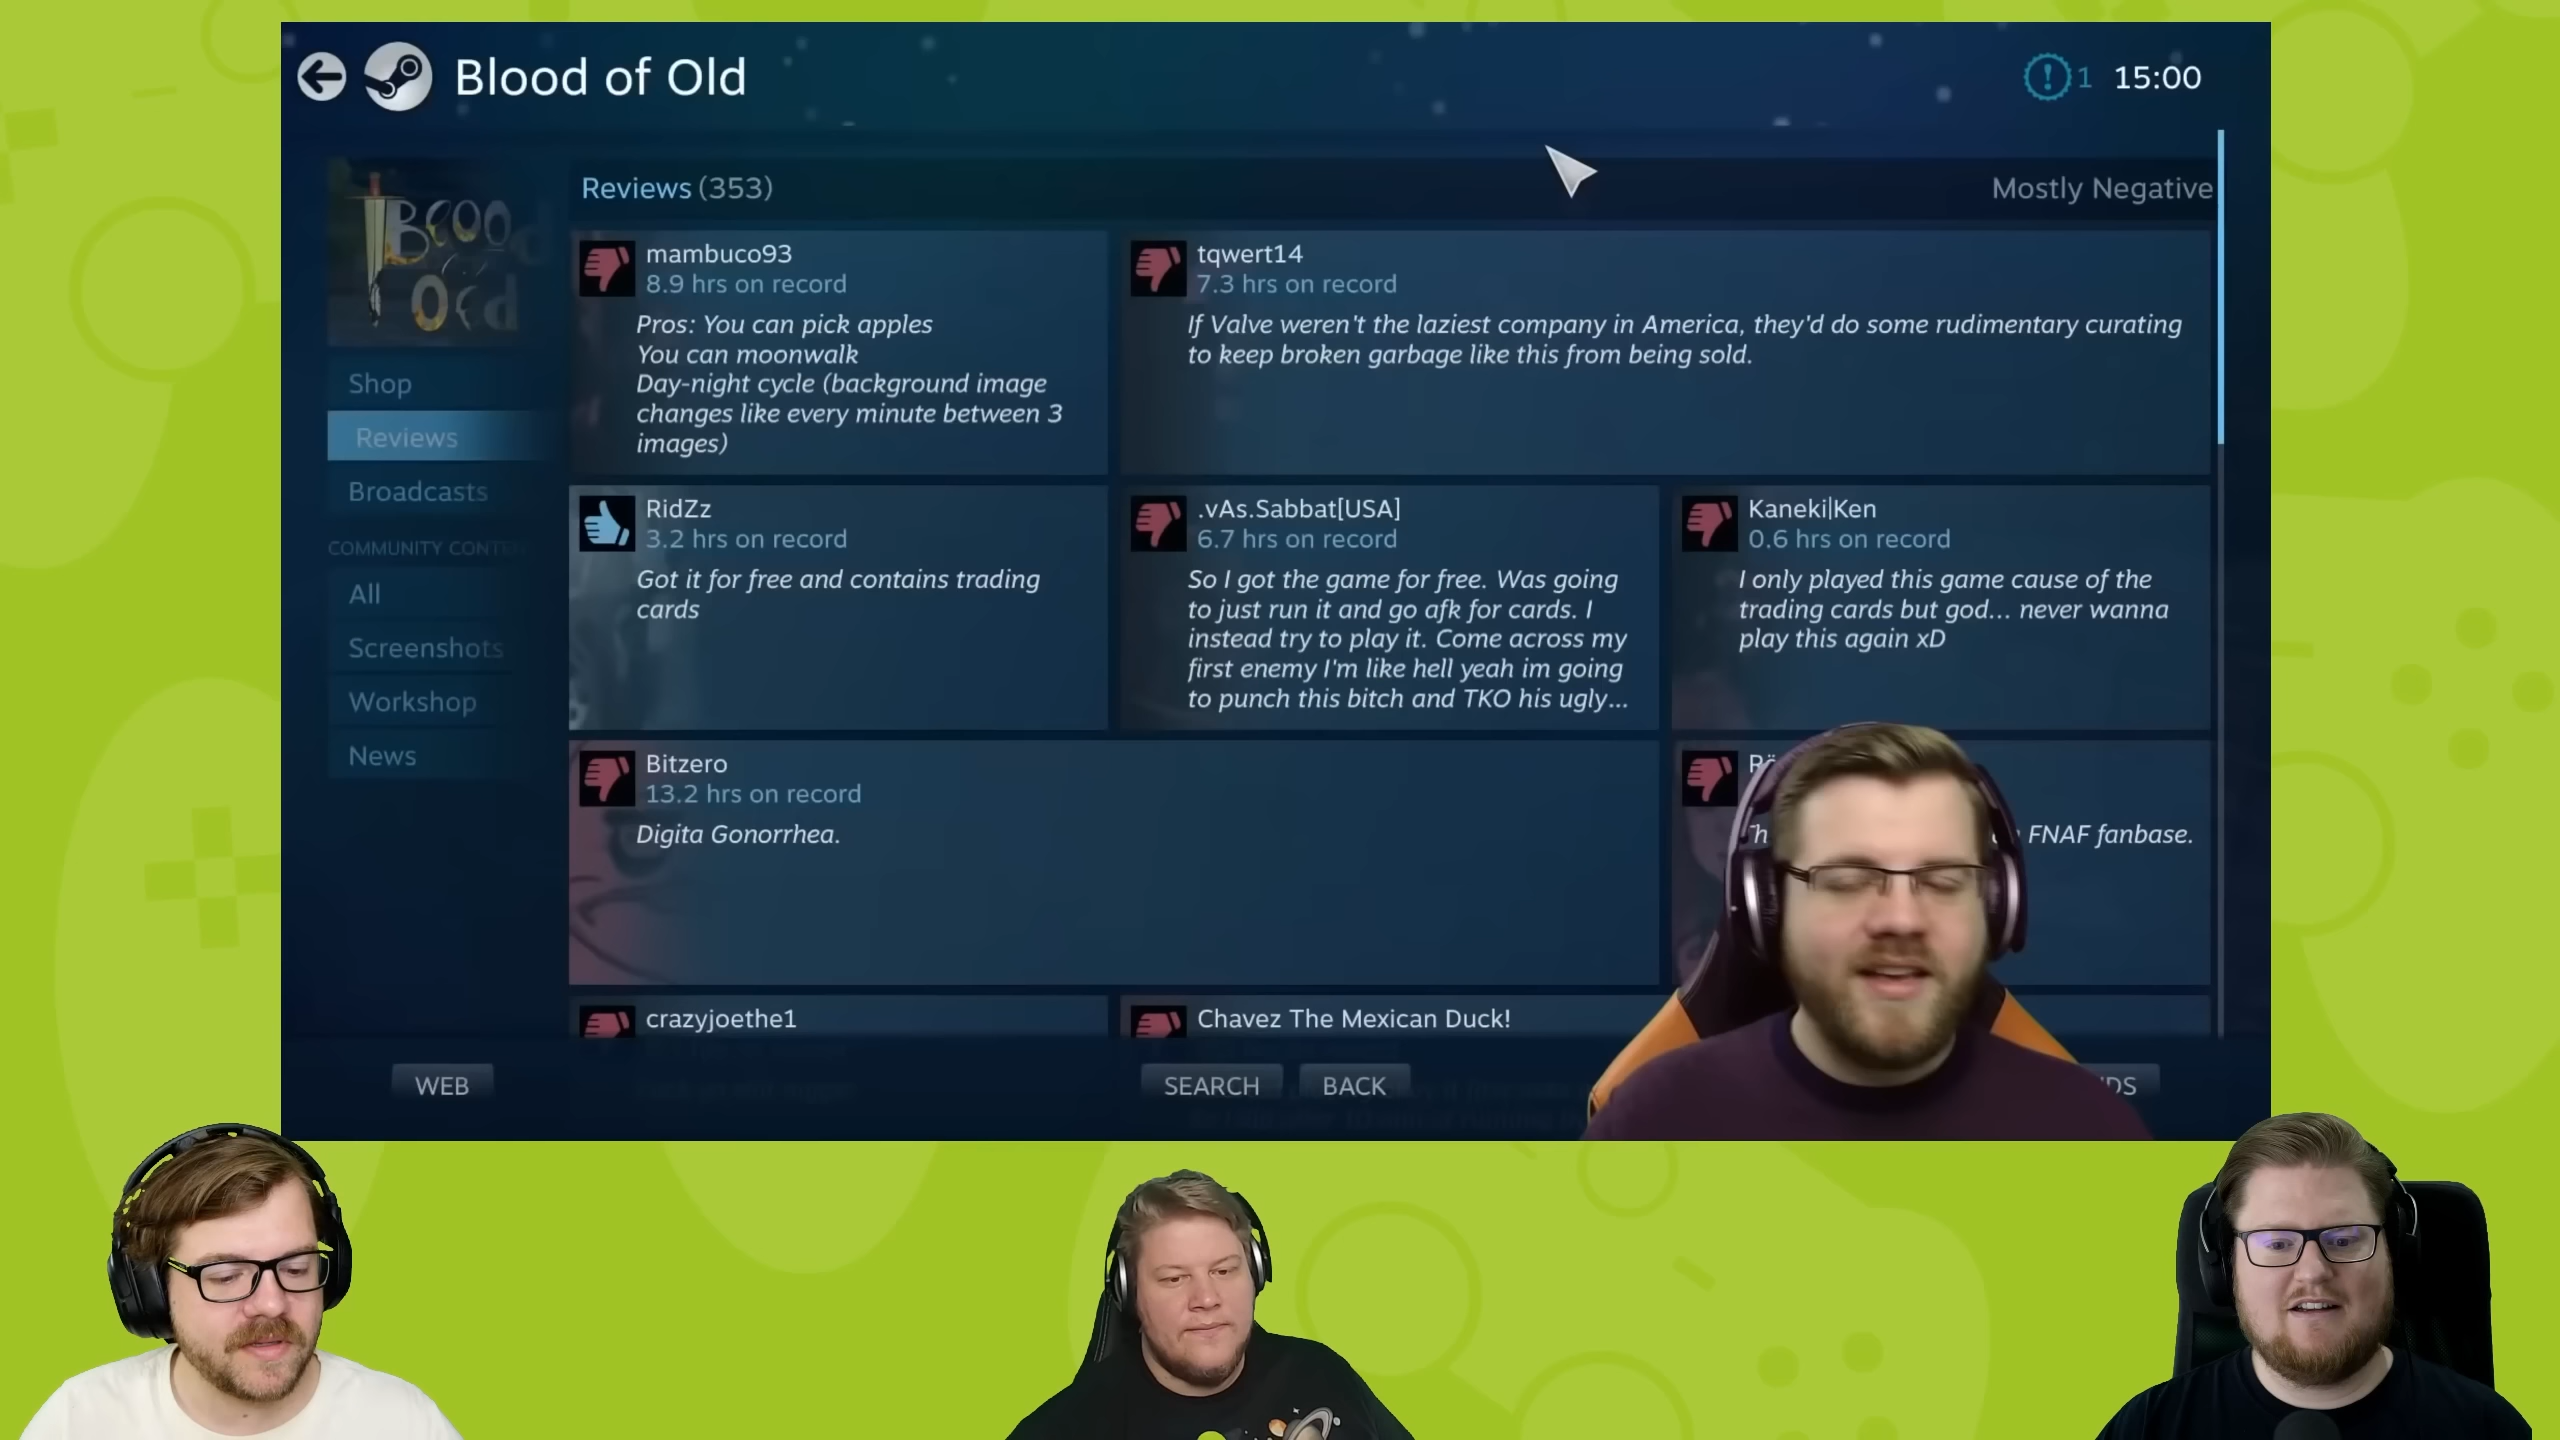 Blood of Old
1 15:00
Blood
of
Old
Reviews (353)
Mostly Negative
Shop
Reviews
Broadcasts
COMMUNITY
All
Screenshots
Workshop
News
mambuco93
8.9 hrs on record
Pros: You can pick apples
You can moonwalk
Day-night cycle (background image
changes like every minute between 3
images)
tqwert14
7.3 hrs on record
If Valve weren't the laziest company in America, they'd do some rudimentary curating
to keep broken garbage like this from being sold.
RidZz
3.2 hrs on record
Got it for free and contains trading
cards
.vAs.Sabbat[USA]
6.7 hrs on record
So I got the game for free. Was going
to just run it and go afk for cards. I
instead try to play it. Come across my
first enemy I'm like hell yeah im going
to punch this bitch and TKO his ugly...
Kaneki|Ken
0.6 hrs on record
I only played this game cause of the
trading cards but god... never wanna
play this again xD
Bitzero
13.2 hrs on record
Digita Gonorrhea.
FNAF fanbase.
crazyjoethe1
Chavez The Mexican Duck!
WEB
SEARCH
BACK